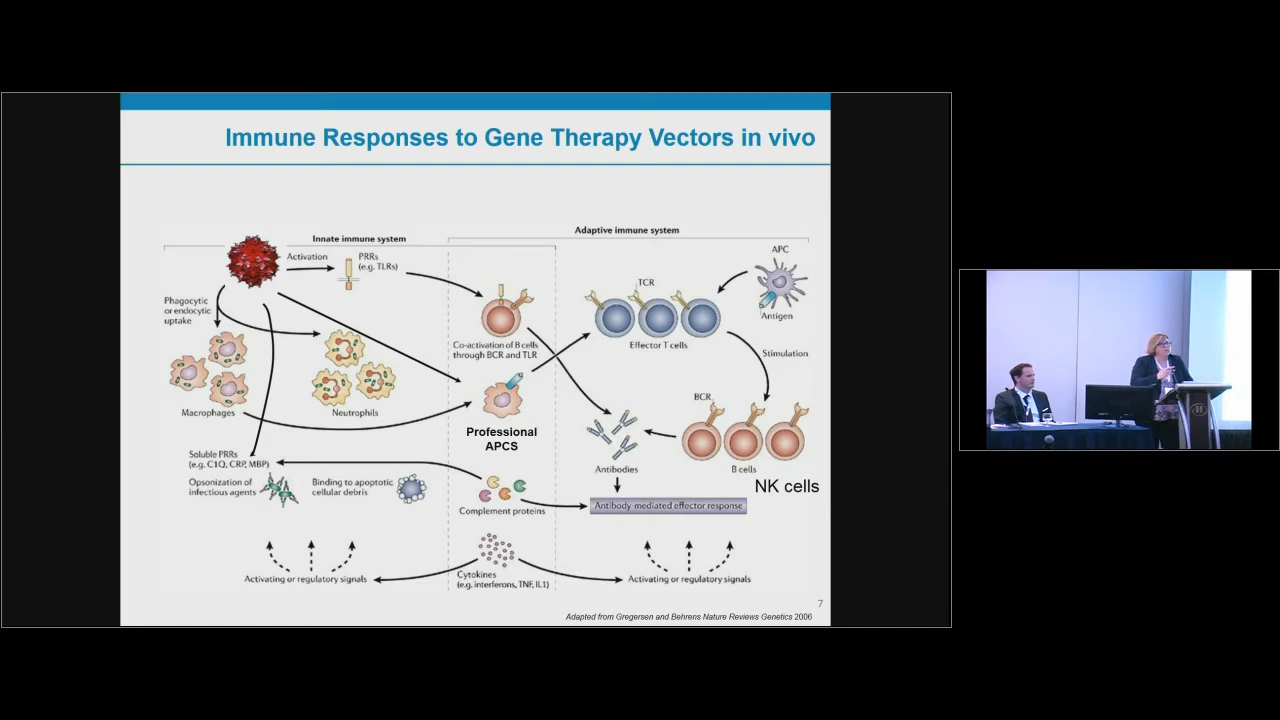 Immune Responses to Gene Therapy Vectors in vivo
Innate immune system
Adaptive immune system
Activation
PRRs
(e.g. TLRs)
APC
TCR
Antigen
Phagocytic
or endocytic
uptake
Co-activation of B cells
through BCR and TLR
Effector T cells
Stimulation
Macrophages
Neutrophils
Professional
APCS
BCR
Soluble PRRs
(e.g. C1Q, CRP, MBP)
Opsonization of
infectious agents
Binding to apoptotic
cellular debris
Complement proteins
Antibodies
B cells
NK cells
Antibody-mediated effector response
Activating or regulatory signals
Cytokines
(e.g. interferons, TNF, IL1)
Activating or regulatory signals
7
Adapted from Gregersen and Behrens Nature Reviews Genetics 2006